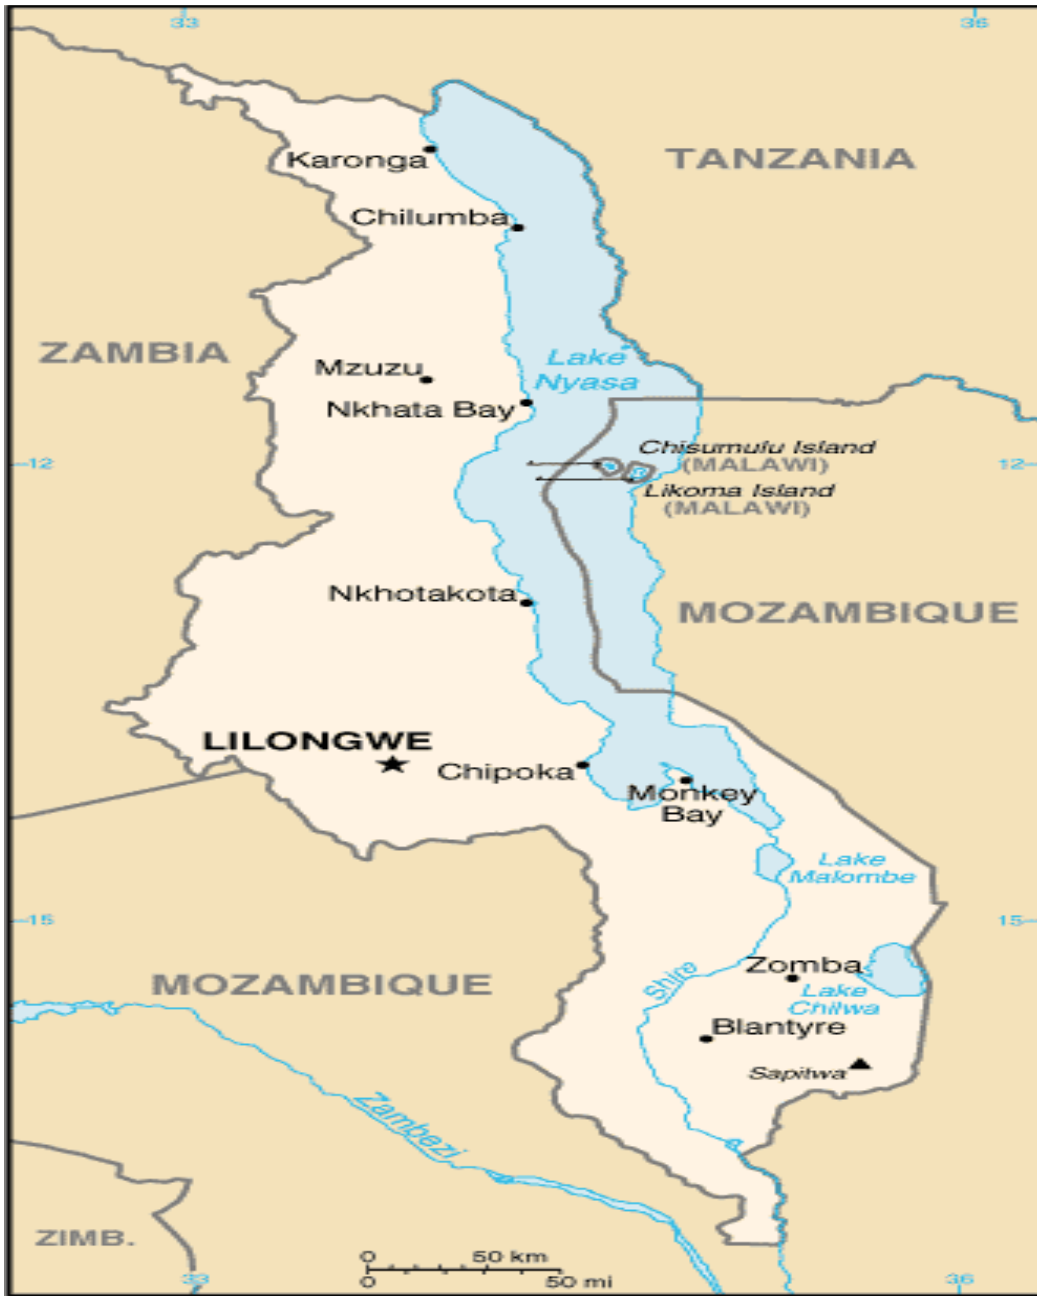 33
36
Karonga
TANZANIA
Chilumba
ZAMBIA
Lake
Nyasa
Mzuzu
Nkhata Bay
Chisumulu Island
(MALAWI)
12
12
Likoma Island
(MALAWI)
Nkhotakota
MOZAMBIQUE
LILONGWE
Chipoka
Monkey
Bay
Lake
Malombe
15
15
Zomba
MOZAMBIQUE
Shire
Lake
Chilwa
Blantyre
Sapitwa
Zambezi
ZIMB.
0
50 km
0
50 mi
33
36